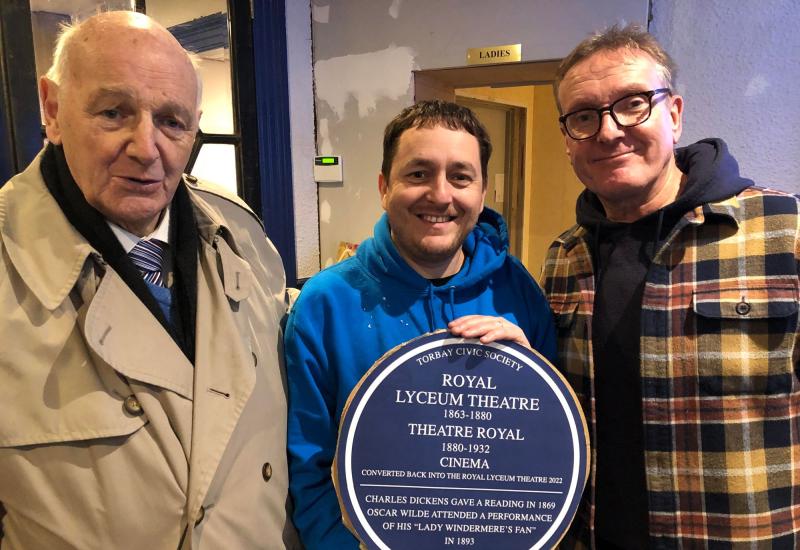 LADIES
TORBAY CIVIC SOCIETY
ROYAL
LYCEUM THEATRE
1863-1880
THEATRE ROYAL
1880-1932
CINEMA
CONVERTED BACK INTO THE ROYAL LYCEUM THEATRE 2022
CHARLES DICKENS GAVE A READING IN 1869
OSCAR WILDE ATTENDED A PERFORMANCE
OF HIS "LADY WINDERMERE'S FAN"
IN 1893